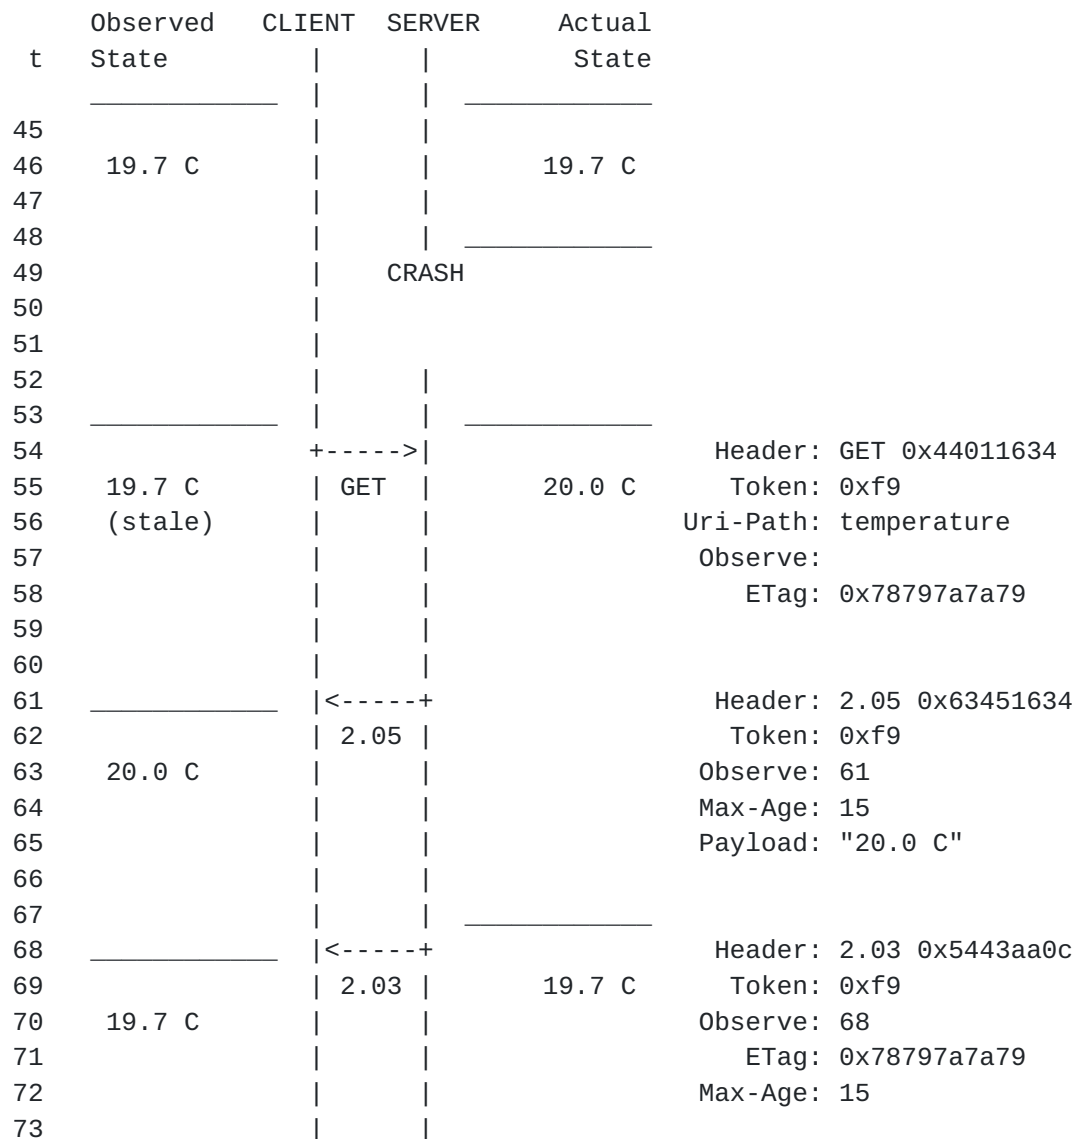 Observed   CLIENT  SERVER     Actual
 t   State         |      |         State
     ____________  |      |  ____________
45                 |      |
46    19.7 C       |      |       19.7 C
47                 |      |
48                 |      |  ____________
49                 |    CRASH
50                 |
51                 |
52                 |      |
53   ____________  |      |  ____________
54                 +----->|                  Header: GET 0x44011634
55    19.7 C       | GET  |       20.0 C      Token: 0xf9
56    (stale)      |      |                Uri-Path: temperature
57                 |      |                 Observe:
58                 |      |                    ETag: 0x78797a7a79
59                 |      |
60                 |      |
61   ____________  |<-----+                  Header: 2.05 0x63451634
62                 | 2.05 |                   Token: 0xf9
63    20.0 C       |      |                 Observe: 61
64                 |      |                 Max-Age: 15
65                 |      |                 Payload: "20.0 C"
66                 |      |
67                 |      |  ____________
68   ____________  |<-----+                  Header: 2.03 0x5443aa0c
69                 | 2.03 |       19.7 C      Token: 0xf9
70    19.7 C       |      |                 Observe: 68
71                 |      |                    ETag: 0x78797a7a79
72                 |      |                 Max-Age: 15
73                 |      |